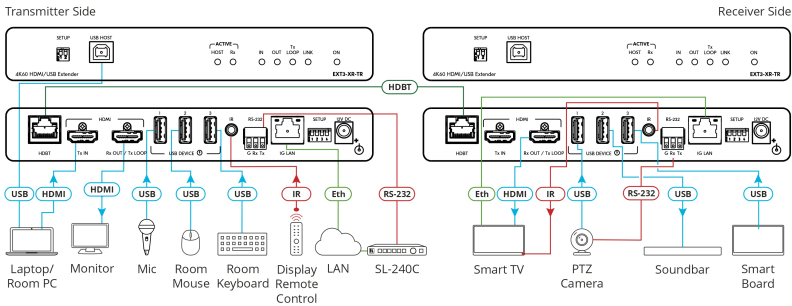 Transmitter Side
Receiver Side
SETUP
USB HOST
ACTIVE
HOST Rx
IN OUT Tx LOOP LINK
ON
4K60 HDMI/USB Extender
EXT3-XR-TR
SETUP
USB HOST
ACTIVE
HOST Rx
IN OUT Tx LOOP LINK
ON
4K60 HDMI/USB Extender
EXT3-XR-TR
HDBT
HDMI
1 2 3
IR
RS-232
SETUP
G Rx Tx
HDBT
Tx IN
Rx OUT / Tx LOOP
USB DEVICE
IG LAN
HDMI
1 2 3
IR
RS-232
SETUP
G Rx Tx
HDBT
Tx IN
Rx OUT / Tx LOOP
USB DEVICE
IG LAN
USB
HDMI
HDMI
USB
USB
USB
IR
Eth
RS-232
Eth
HDMI
IR
USB
RS-232
USB
USB
Laptop/
Room PC
Monitor
Mic
Room
Mouse
Room
Keyboard
Display
Remote
Control
LAN
SL-240C
Smart TV
PTZ
Camera
Soundbar
Smart
Board